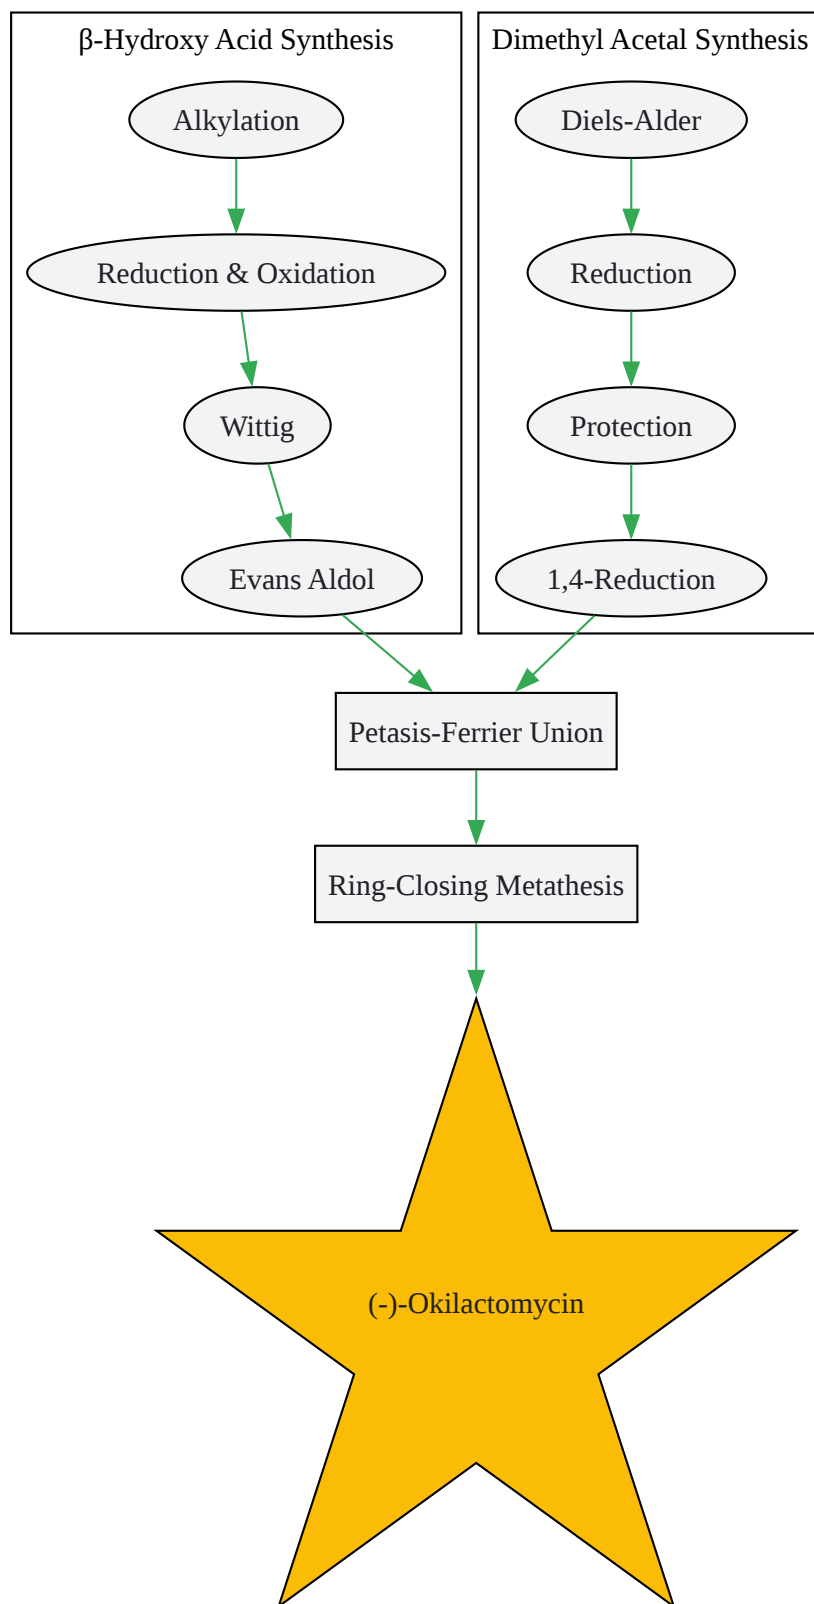 β-Hydroxy Acid Synthesis
Alkylation
Reduction & Oxidation
Wittig
Evans Aldol
Dimethyl Acetal Synthesis
Diels-Alder
Reduction
Protection
1,4-Reduction
Petasis-Ferrier Union
Ring-Closing Metathesis
(-)-Okilactomycin